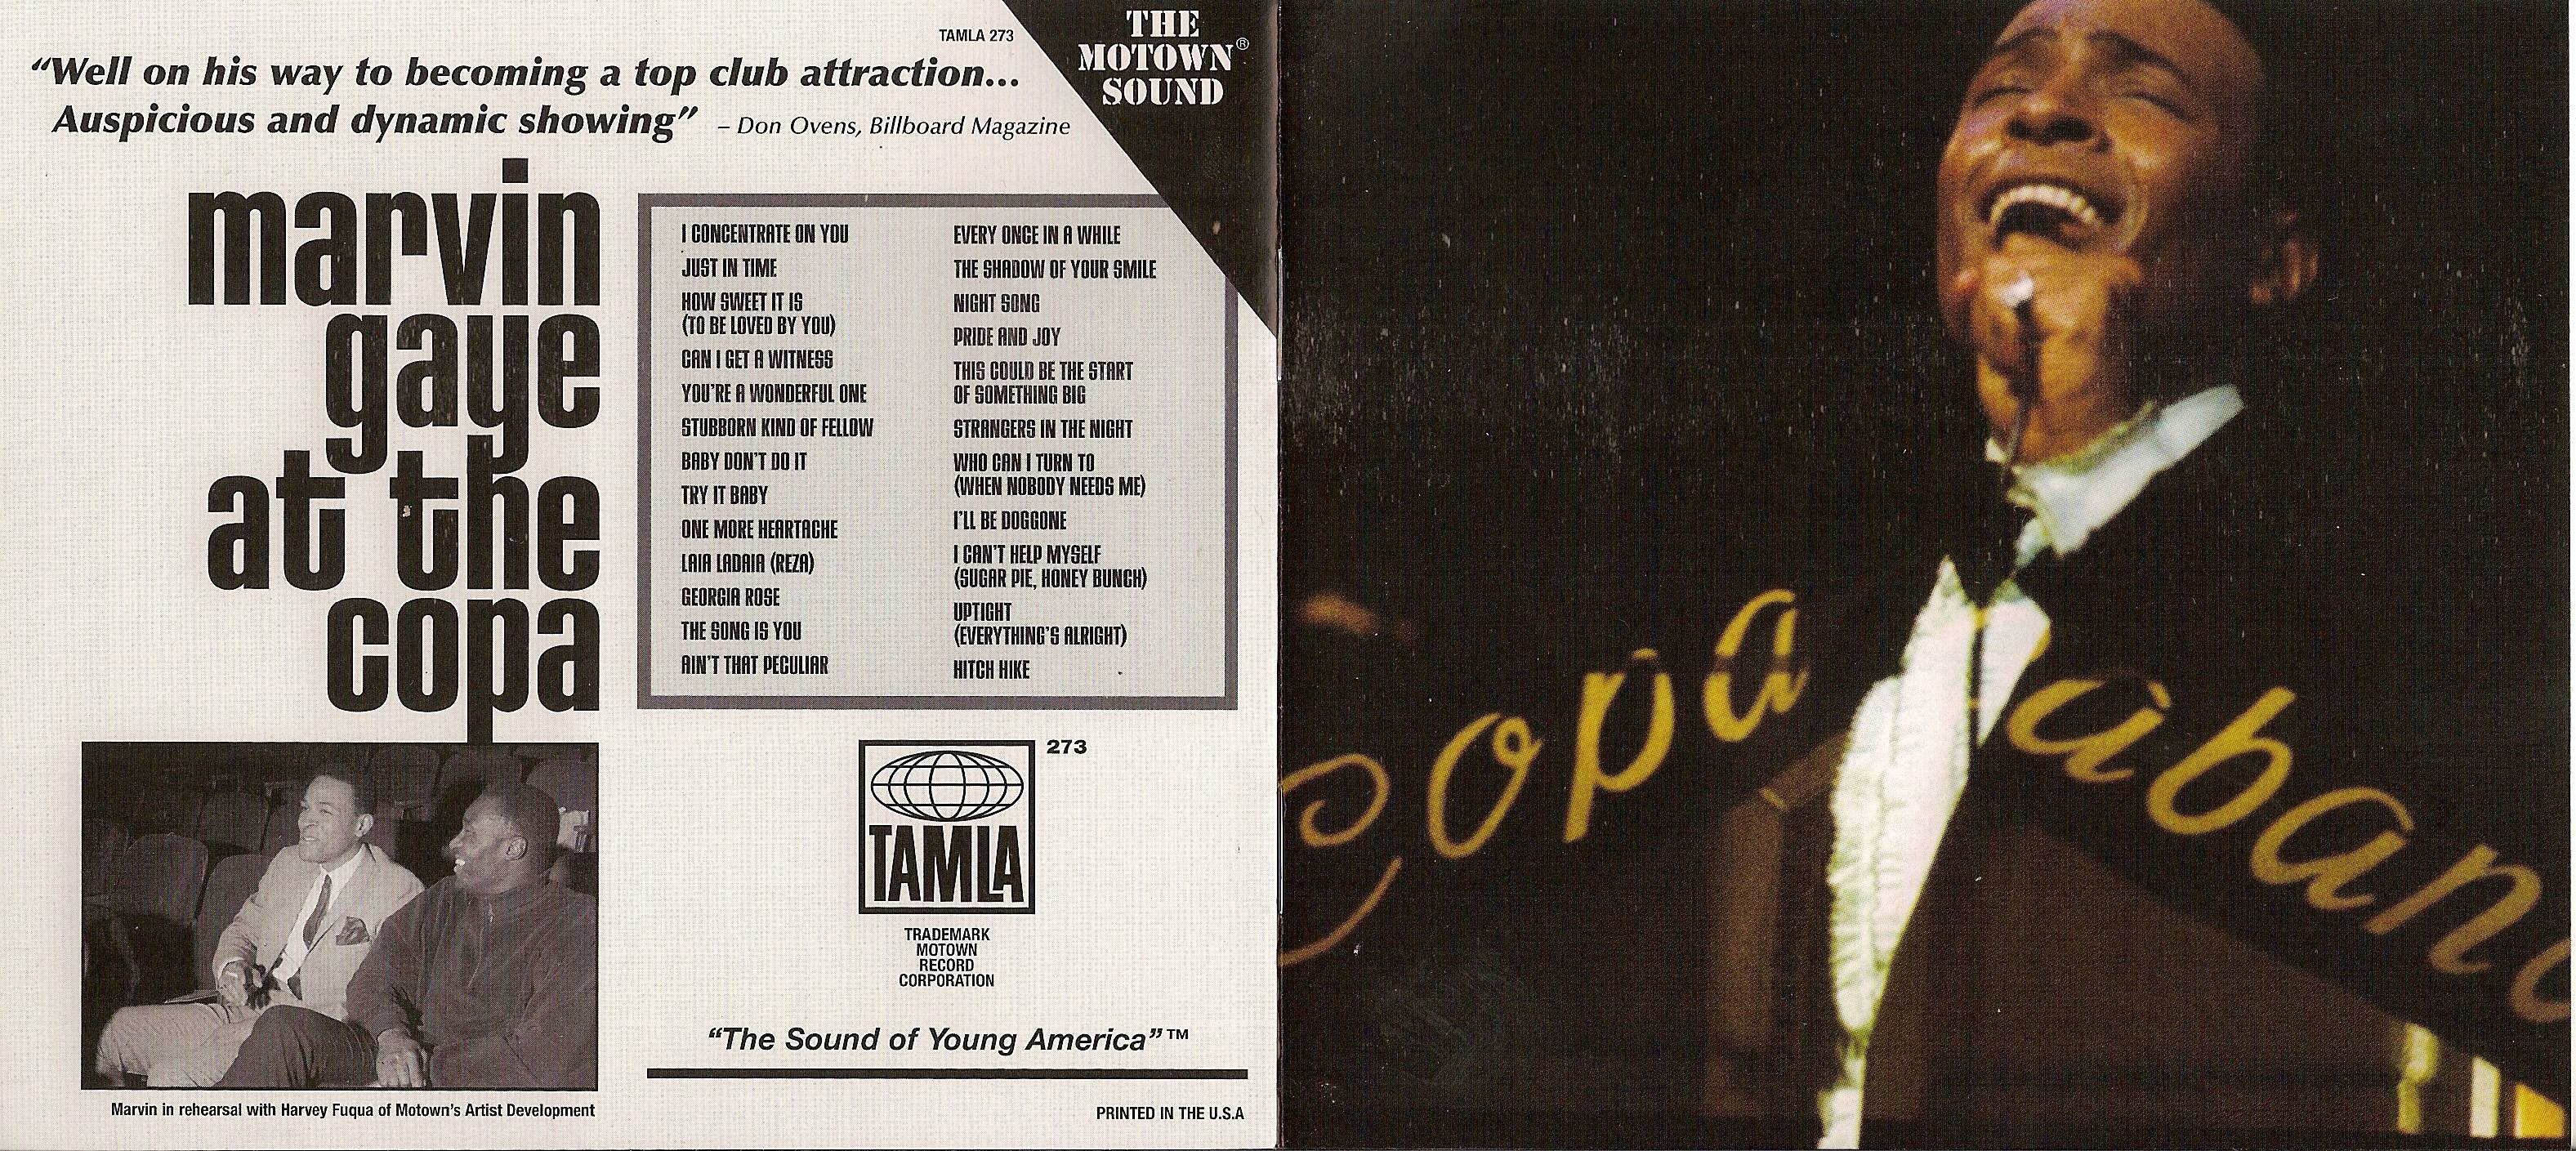 TAMLA 273
THE
MOTOWN®
SOUND
“Well on his way to becoming a top club attraction...
Auspicious and dynamic showing” – Don Ovens, Billboard Magazine
marvin
gaye
at the
copa
I CONCENTRATE ON YOU
JUST IN TIME
HOW SWEET IT IS
(TO BE LOVED BY YOU)
CAN I GET A WITNESS
YOU'RE A WONDERFUL ONE
STUBBORN KIND OF FELLOW
BABY DON'T DO IT
TRY IT BABY
ONE MORE HEARTACHE
LAIA LADAIA (REZA)
GEORGIA ROSE
THE SONG IS YOU
AIN'T THAT PECULIAR
EVERY ONCE IN A WHILE
THE SHADOW OF YOUR SMILE
NIGHT SONG
PRIDE AND JOY
THIS COULD BE THE START
OF SOMETHING BIG
STRANGERS IN THE NIGHT
WHO CAN I TURN TO
(WHEN NOBODY NEEDS ME)
I'LL BE DOGGONE
I CAN'T HELP MYSELF
(SUGAR PIE, HONEY BUNCH)
UPTIGHT
(EVERYTHING'S ALRIGHT)
HITCH HIKE
273
TAMLA
TRADEMARK
MOTOWN
RECORD
CORPORATION
“The Sound of Young America”™
Marvin in rehearsal with Harvey Fuqua of Motown's Artist Development
PRINTED IN THE U.S.A
Copa
abana